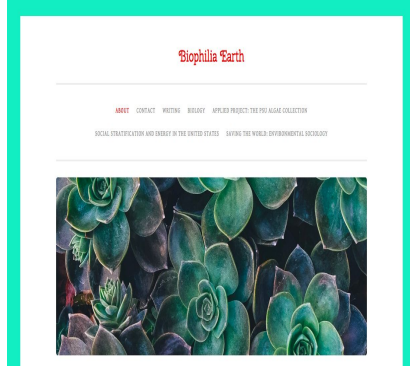 Biophilia Earth
ABOUT CONTACT WRITING BIOLOGY APPLIED PROJECT: THE PSU ALGAE COLLECTION
SOCIAL STRATIFICATION AND ENERGY IN THE UNITED STATES SAVING THE WORLD: ENVIRONMENTAL SOCIOLOGY